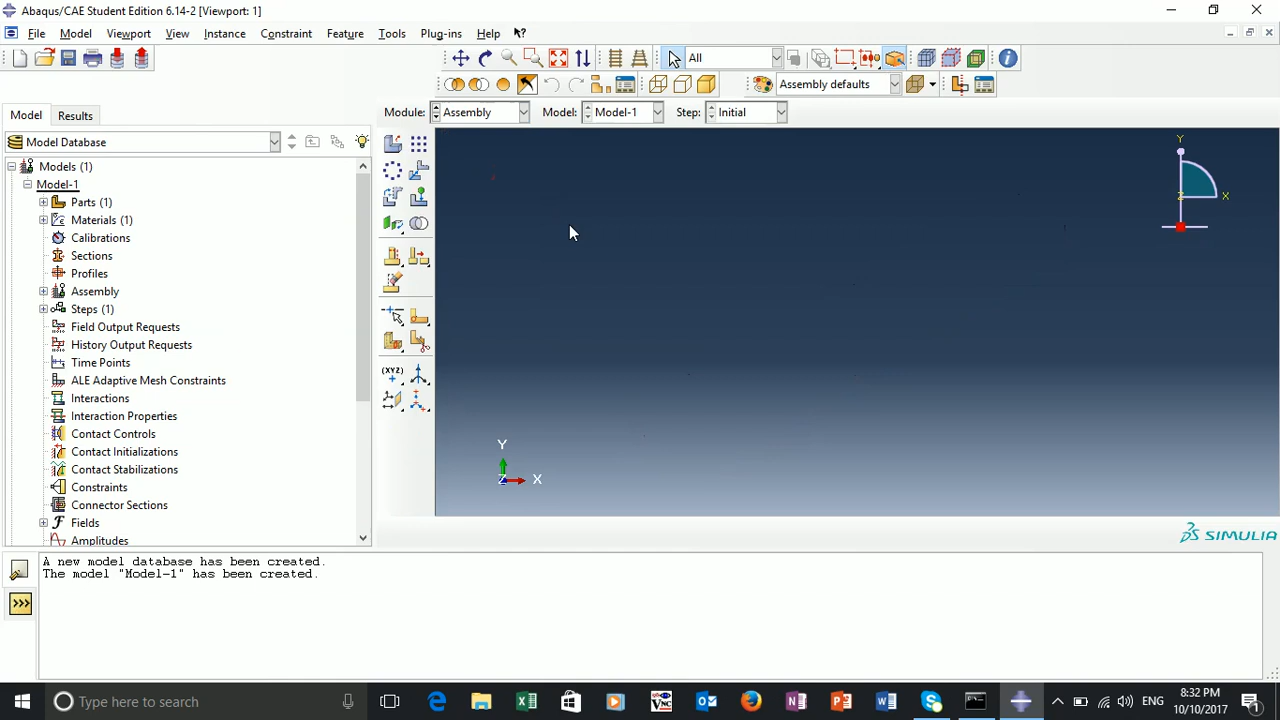 Abaqus/CAE Student Edition 6.14-2 [Viewport: 1]
File Model Viewport View Instance Constraint Feature Tools Plug-ins Help
All
Assembly defaults
Model Results
Module: Assembly Model: Model-1 Step: Initial
Model Database
Models (1)
Model-1
Parts (1)
Materials (1)
Calibrations
Sections
Profiles
Assembly
Steps (1)
Field Output Requests
History Output Requests
Time Points
ALE Adaptive Mesh Constraints
Interactions
Interaction Properties
Contact Controls
Contact Initializations
Contact Stabilizations
Constraints
Connector Sections
Fields
Amplitudes
(XYZ)
Y
Z X
Y
Z X
SIMULIA
A new model database has been created.
The model "Model-1" has been created.
>>>
Type here to search
ENG
8:32 PM
10/10/2017